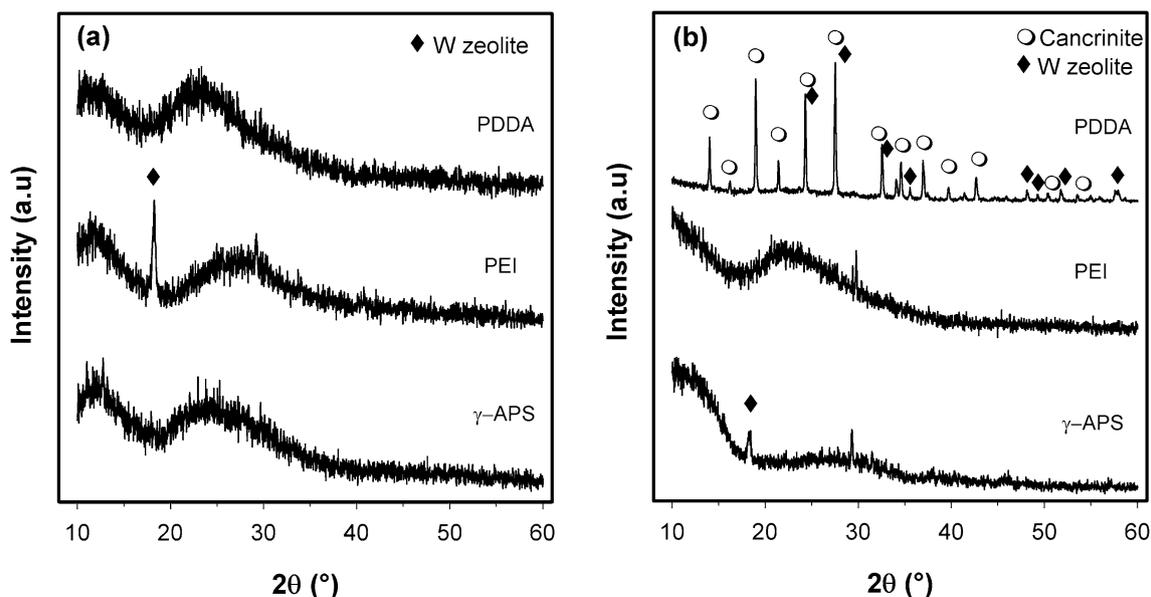 (a)
◆ W zeolite
PDDA
PEI
γ–APS
Intensity (a.u)
10 20 30 40 50 60
2θ (°)
(b)
○ Cancrinite
◆ W zeolite
PDDA
PEI
γ–APS
Intensity (a.u)
10 20 30 40 50 60
2θ (°)